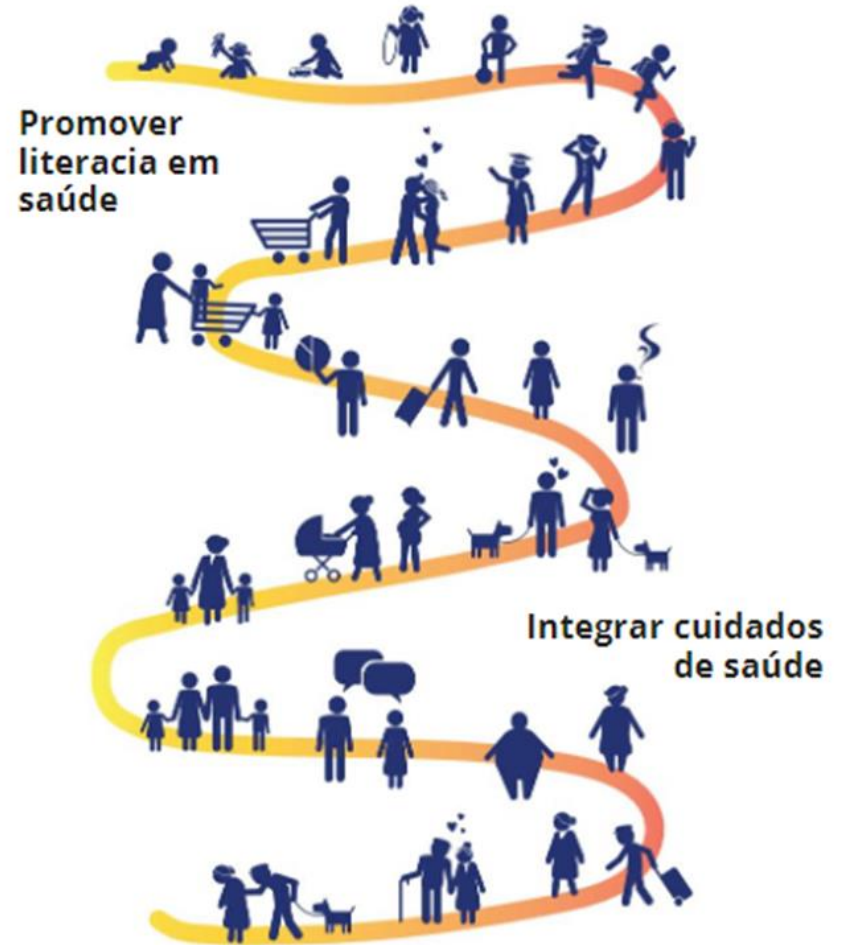 Promover
literacia em
saúde
Integrar cuidados
de saúde